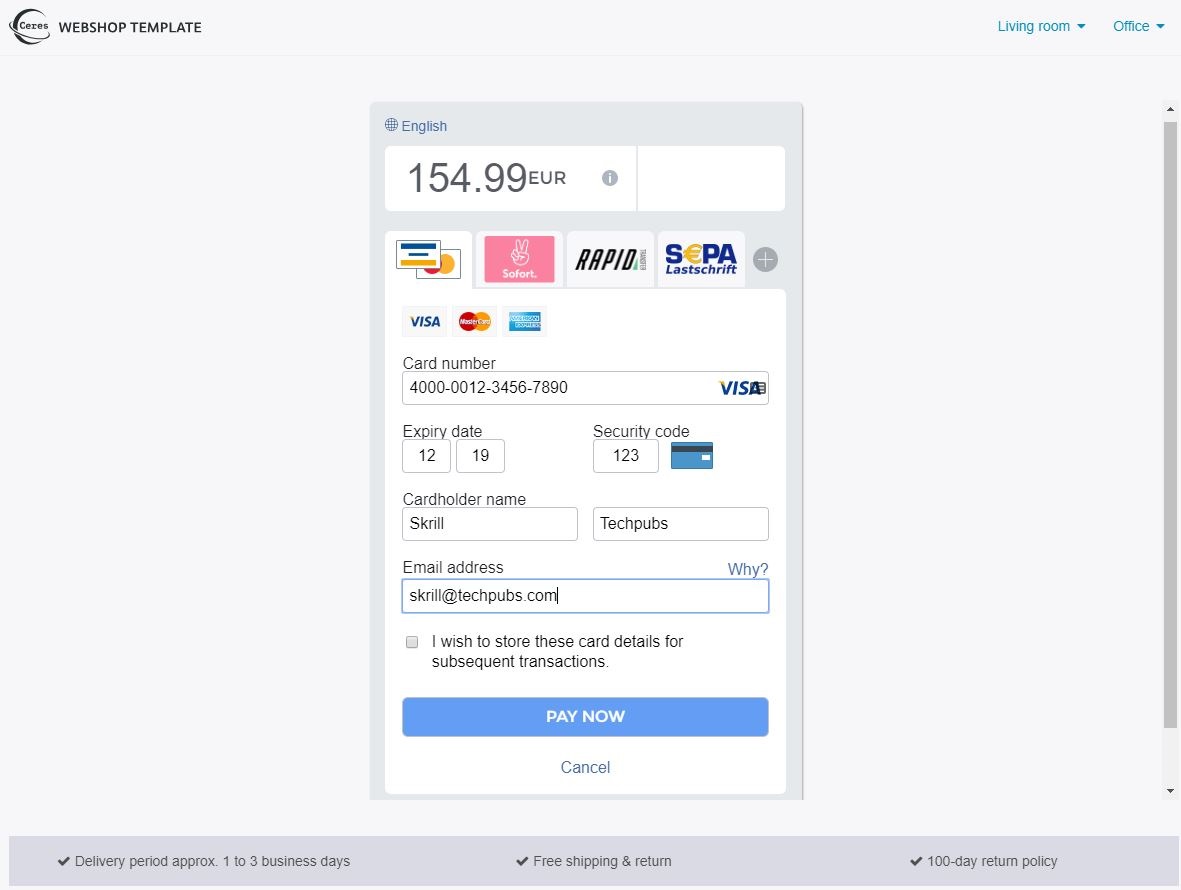 Ceres WEBSHOP TEMPLATE
Living room
Office
English
154.99EUR
i
Sofort.
RAPID TRANSFER
S€PA
Lastschrift
VISA
MasterCard
AMERICAN EXPRESS
Card number
4000-0012-3456-7890
VISA
Expiry date
Security code
12
19
123
Cardholder name
Skrill
Techpubs
Email address
Why?
skrill@techpubs.com
I wish to store these card details for
subsequent transactions.
PAY NOW
Cancel
Delivery period approx. 1 to 3 business days
Free shipping & return
100-day return policy